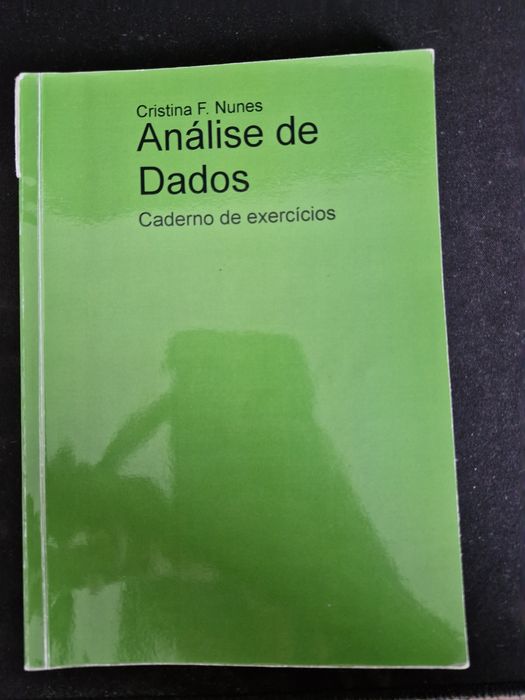 Cristina F. Nunes
Análise de
Dados
Caderno de exercícios